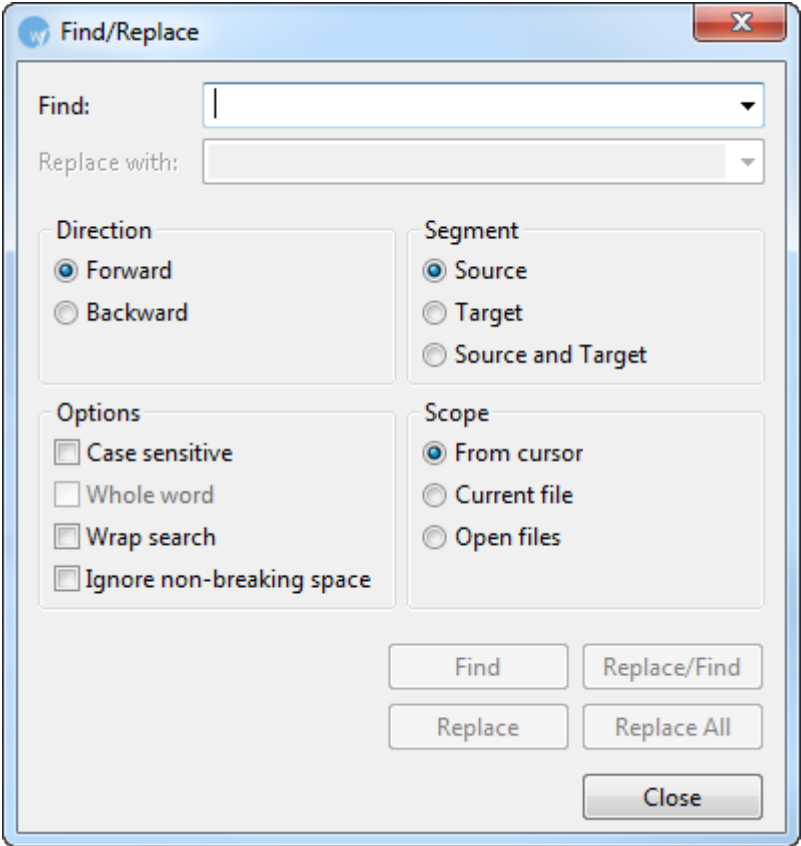 Find/Replace
Find:
Replace with:
Direction
Forward
Backward
Segment
Source
Target
Source and Target
Options
Case sensitive
Whole word
Wrap search
Ignore non-breaking space
Scope
From cursor
Current file
Open files
Find
Replace/Find
Replace
Replace All
Close